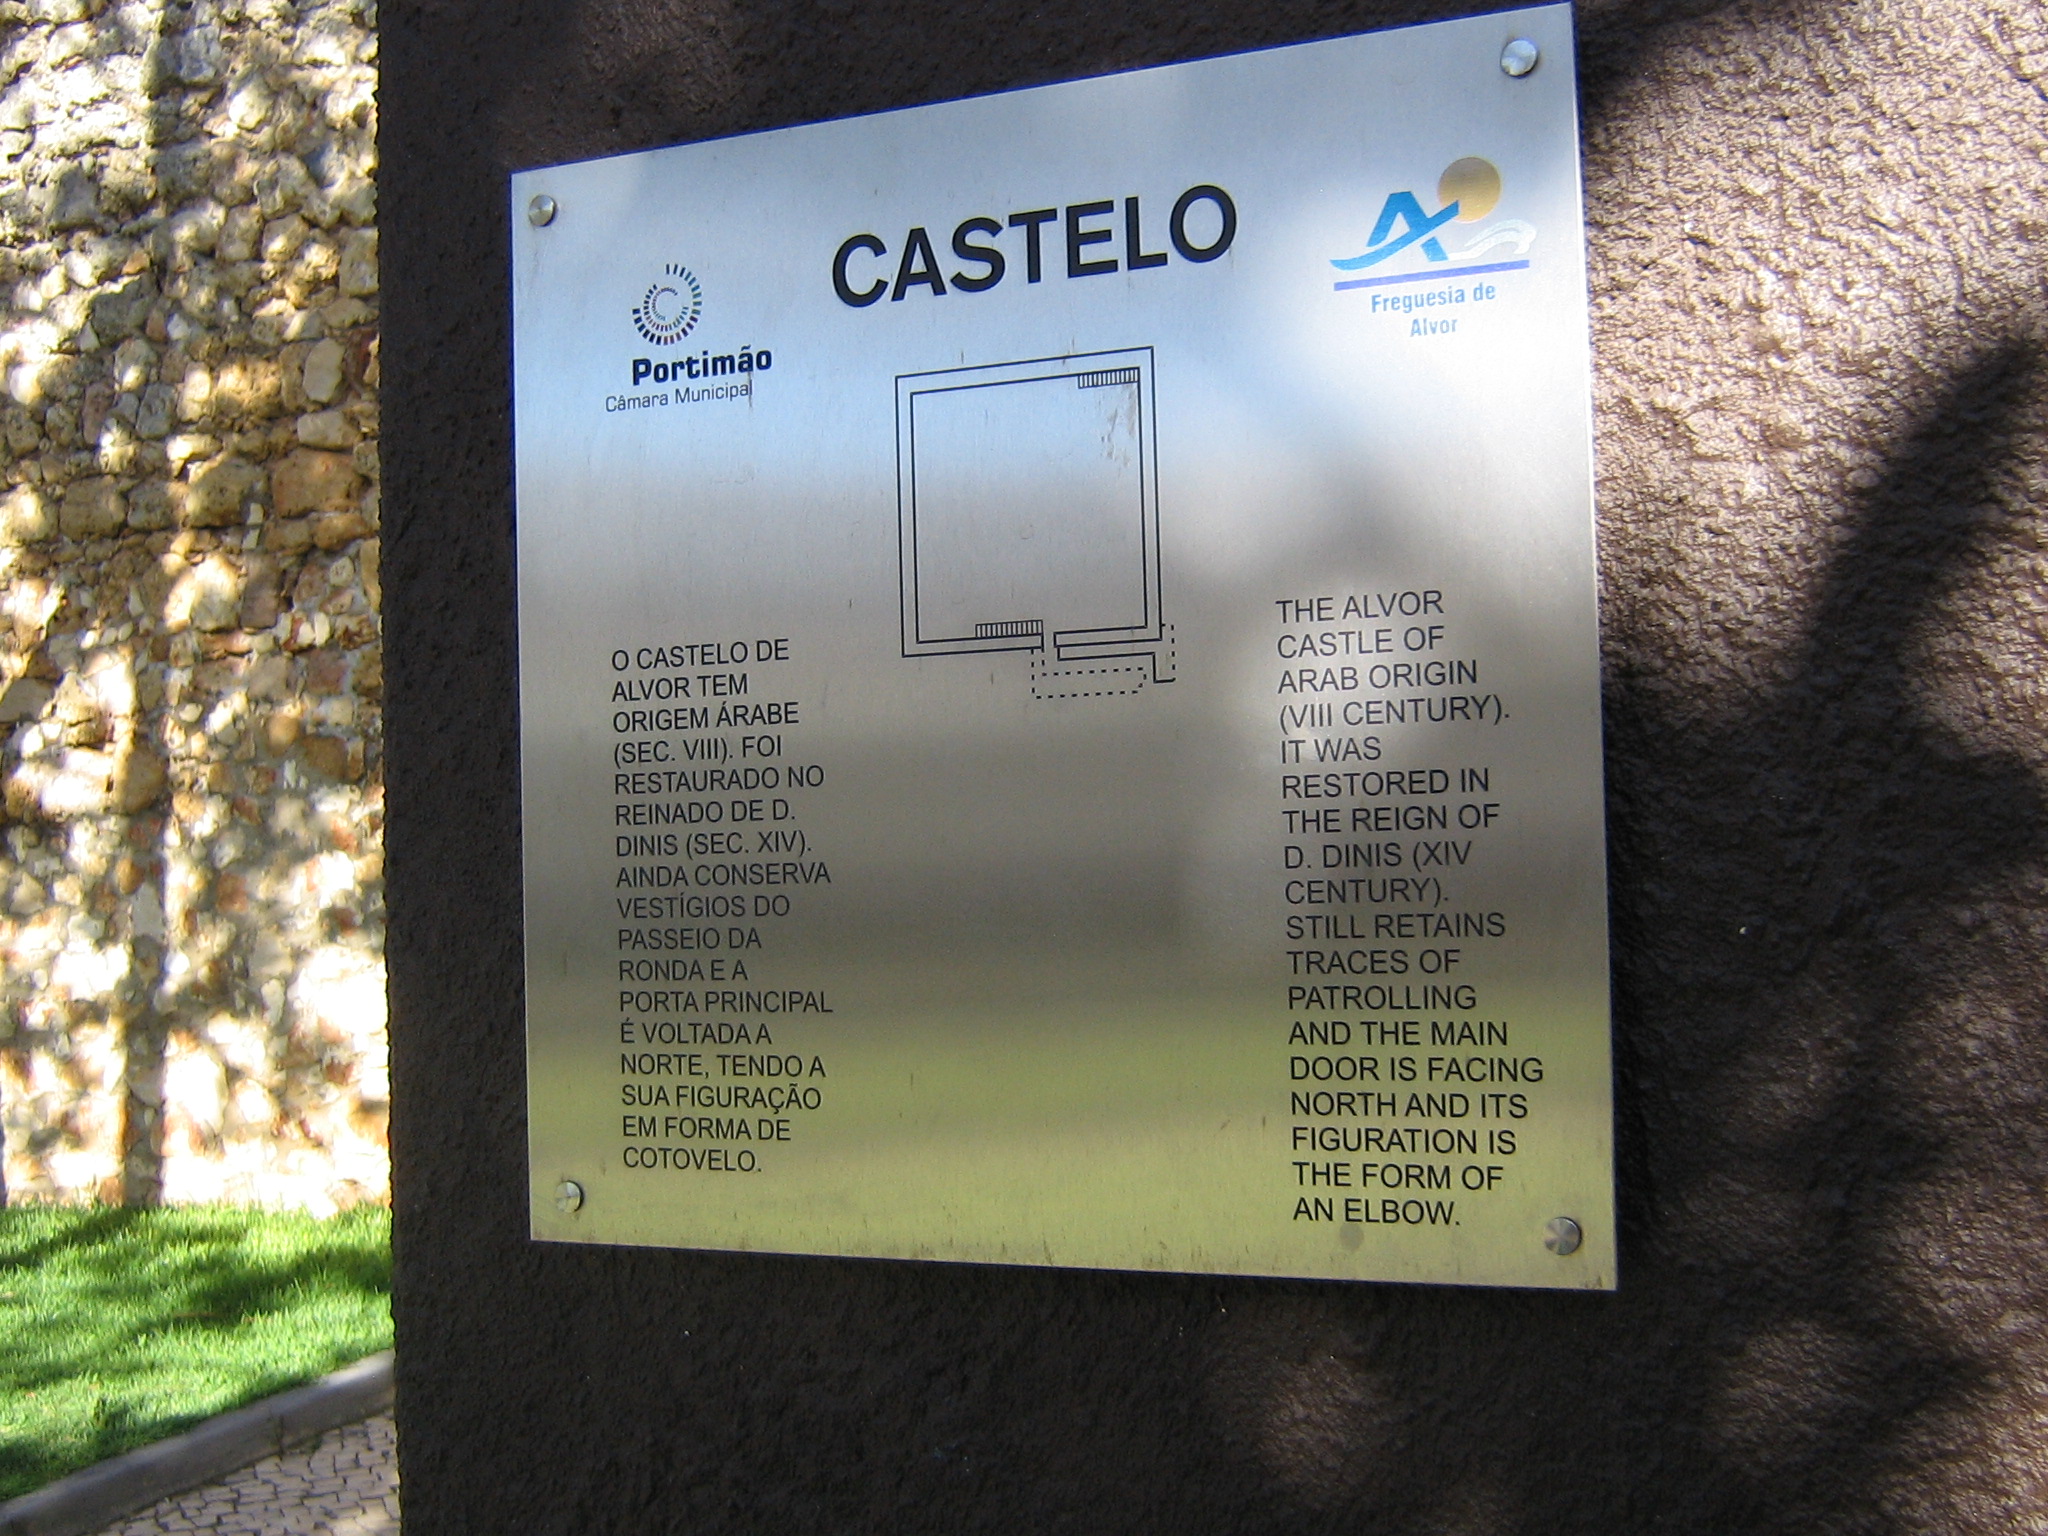 CASTELO
Portimão
Câmara Municipal
Freguesia de
Alvor
O CASTELO DE
ALVOR TEM
ORIGEM ÁRABE
(SEC. VIII). FOI
RESTAURADO NO
REINADO DE D.
DINIS (SEC. XIV).
AINDA CONSERVA
VESTÍGIOS DO
PASSEIO DA
RONDA E A
PORTA PRINCIPAL
É VOLTADA A
NORTE, TENDO A
SUA FIGURAÇÃO
EM FORMA DE
COTOVELO.
THE ALVOR
CASTLE OF
ARAB ORIGIN
(VIII CENTURY).
IT WAS
RESTORED IN
THE REIGN OF
D. DINIS (XIV
CENTURY).
STILL RETAINS
TRACES OF
PATROLLING
AND THE MAIN
DOOR IS FACING
NORTH AND ITS
FIGURATION IS
THE FORM OF
AN ELBOW.